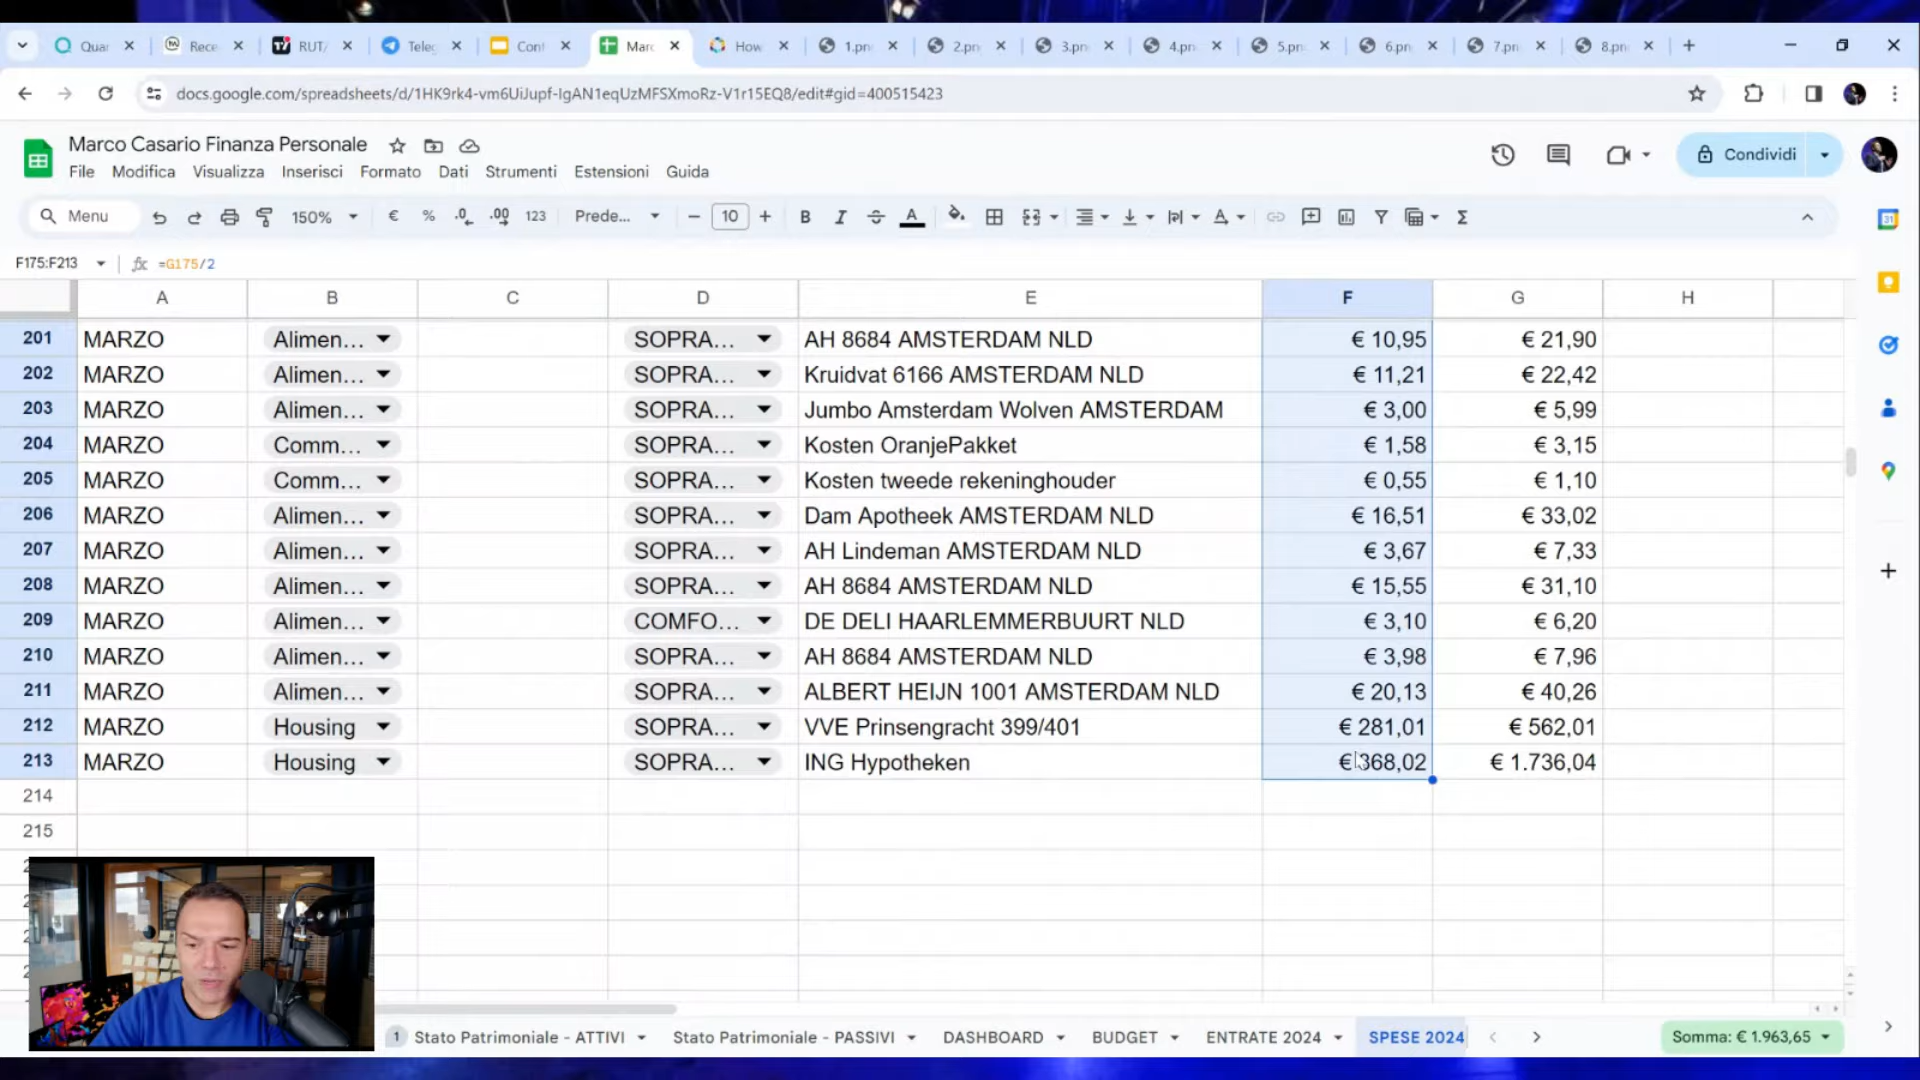 Quar
Rece
RUT/
Teleg
Cont
Marc
How
1.pn
2.pn
3.pn
4.pn
5.pn
6.pn
7.pn
8.pn
docs.google.com/spreadsheets/d/1HK9rk4-vm6UiJupf-IgAN1eqUzMFSXmoRz-V1r15EQ8/edit#gid=400515423
Marco Casario Finanza Personale
File Modifica Visualizza Inserisci Formato Dati Strumenti Estensioni Guida
Condividi
Menu 150% € % .0 .00 123 Prede... 10 B I S A Σ
31
F175:F213 fx =G175/2
A B C D E F G H
201 MARZO Alimen... SOPRA... AH 8684 AMSTERDAM NLD € 10,95 € 21,90
202 MARZO Alimen... SOPRA... Kruidvat 6166 AMSTERDAM NLD € 11,21 € 22,42
203 MARZO Alimen... SOPRA... Jumbo Amsterdam Wolven AMSTERDAM € 3,00 € 5,99
204 MARZO Comm... SOPRA... Kosten OranjePakket € 1,58 € 3,15
205 MARZO Comm... SOPRA... Kosten tweede rekeninghouder € 0,55 € 1,10
206 MARZO Alimen... SOPRA... Dam Apotheek AMSTERDAM NLD € 16,51 € 33,02
207 MARZO Alimen... SOPRA... AH Lindeman AMSTERDAM NLD € 3,67 € 7,33
208 MARZO Alimen... SOPRA... AH 8684 AMSTERDAM NLD € 15,55 € 31,10
209 MARZO Alimen... COMFO... DE DELI HAARLEMMERBUURT NLD € 3,10 € 6,20
210 MARZO Alimen... SOPRA... AH 8684 AMSTERDAM NLD € 3,98 € 7,96
211 MARZO Alimen... SOPRA... ALBERT HEIJN 1001 AMSTERDAM NLD € 20,13 € 40,26
212 MARZO Housing SOPRA... VVE Prinsengracht 399/401 € 281,01 € 562,01
213 MARZO Housing SOPRA... ING Hypotheken € 868,02 € 1.736,04
214
215
1 Stato Patrimoniale - ATTIVI Stato Patrimoniale - PASSIVI DASHBOARD BUDGET ENTRATE 2024 SPESE 2024 Somma: € 1.963,65